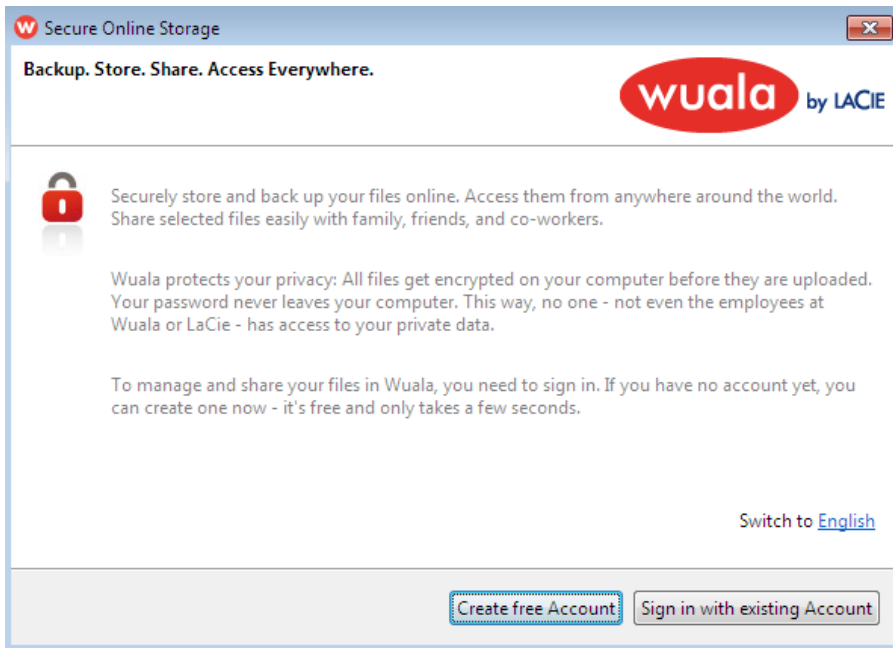 Secure Online Storage
Backup. Store. Share. Access Everywhere.
wuala by LACIE
Securely store and back up your files online. Access them from anywhere around the world.
Share selected files easily with family, friends, and co-workers.
Wuala protects your privacy: All files get encrypted on your computer before they are uploaded.
Your password never leaves your computer. This way, no one - not even the employees at
Wuala or LaCie - has access to your private data.
To manage and share your files in Wuala, you need to sign in. If you have no account yet, you
can create one now - it's free and only takes a few seconds.
Switch to English
Create free Account Sign in with existing Account